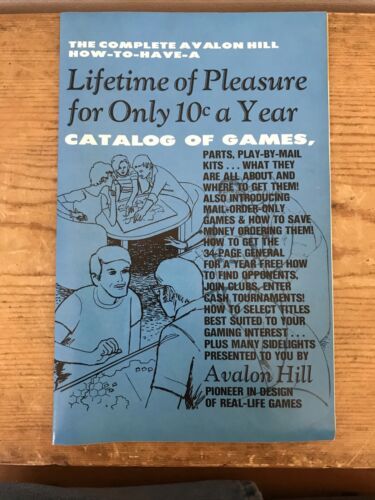 THE COMPLETE AVALON HILL
HOW-TO-HAVE-A
Lifetime of Pleasure
for Only 10c a Year
CATALOG OF GAMES,
PARTS, PLAY-BY-MAIL
KITS . . . WHAT THEY
ARE ALL ABOUT AND
WHERE TO GET THEM!
ALSO INTRODUCING
MAIL-ORDER-ONLY
GAMES & HOW TO SAVE
MONEY ORDERING THEM!
HOW TO GET THE
34-PAGE GENERAL
FOR A YEAR FREE! HOW
TO FIND OPPONENTS,
JOIN CLUBS, ENTER
CASH TOURNAMENTS!
HOW TO SELECT TITLES
BEST SUITED TO YOUR
GAMING INTEREST . . .
PLUS MANY SIDELIGHTS
PRESENTED TO YOU BY
Avalon Hill
PIONEER IN DESIGN
OF REAL-LIFE GAMES